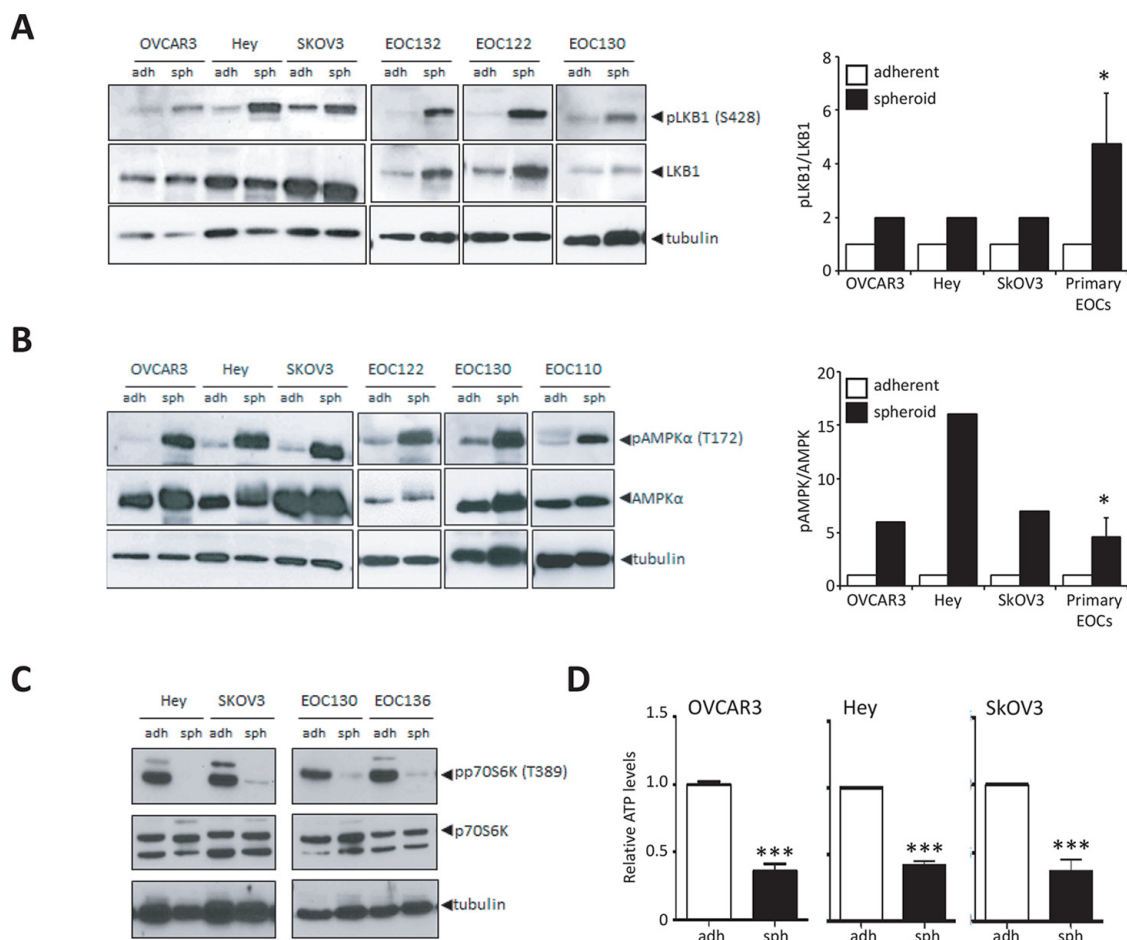 A
OVCAR3 Hey SKOV3 EOC132 EOC122 EOC130
adh sph adh sph adh sph adh sph adh sph adh sph
pLKB1 (S428)
LKB1
tubulin
pLKB1/LKB1
8
6
4
2
0
adherent
spheroid
*
OVCAR3 Hey SkOV3 Primary
EOCs
B
OVCAR3 Hey SKOV3 EOC122 EOC130 EOC110
adh sph adh sph adh sph adh sph adh sph adh sph
pAMPKα (T172)
AMPKα
tubulin
pAMPK/AMPK
20
15
10
5
0
adherent
spheroid
*
OVCAR3 Hey SkOV3 Primary
EOCs
C
Hey SKOV3 EOC130 EOC136
adh sph adh sph adh sph adh sph
pp70S6K (T389)
p70S6K
tubulin
D
Relative ATP levels
1.5
1.0
0.5
0
OVCAR3 Hey SkOV3
*** *** ***
adh sph adh sph adh sph